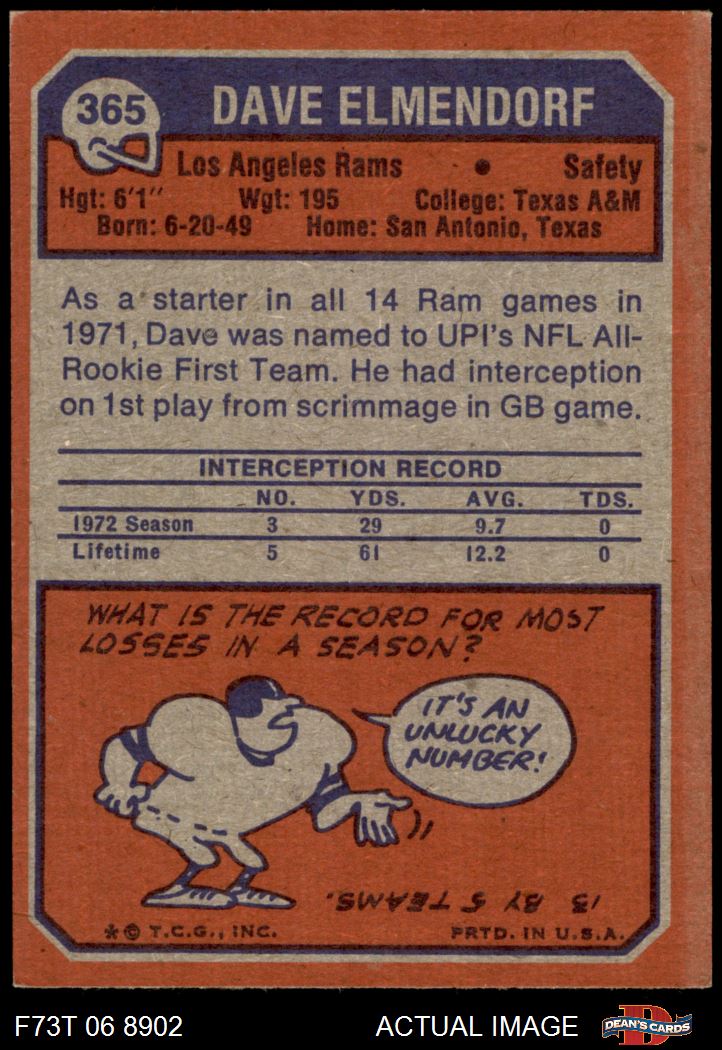 365
DAVE ELMENDORF
Los Angeles Rams • Safety
Hgt: 6'1" Wgt: 195 College: Texas A&M
Born: 6-20-49 Home: San Antonio, Texas
As a starter in all 14 Ram games in
1971, Dave was named to UPI's NFL All-
Rookie First Team. He had interception
on 1st play from scrimmage in GB game.
INTERCEPTION RECORD
NO. YDS. AVG. TDS.
1972 Season 3 29 9.7 0
Lifetime 5 61 12.2 0
WHAT IS THE RECORD FOR MOST
LOSSES IN A SEASON?
IT'S AN
UNLUCKY
NUMBER!
13 BY 5 TEAMS.
* © T.C.G., INC. PRTD. IN U.S.A.
F73T 06 8902 ACTUAL IMAGE
D
DEAN'S CARDS